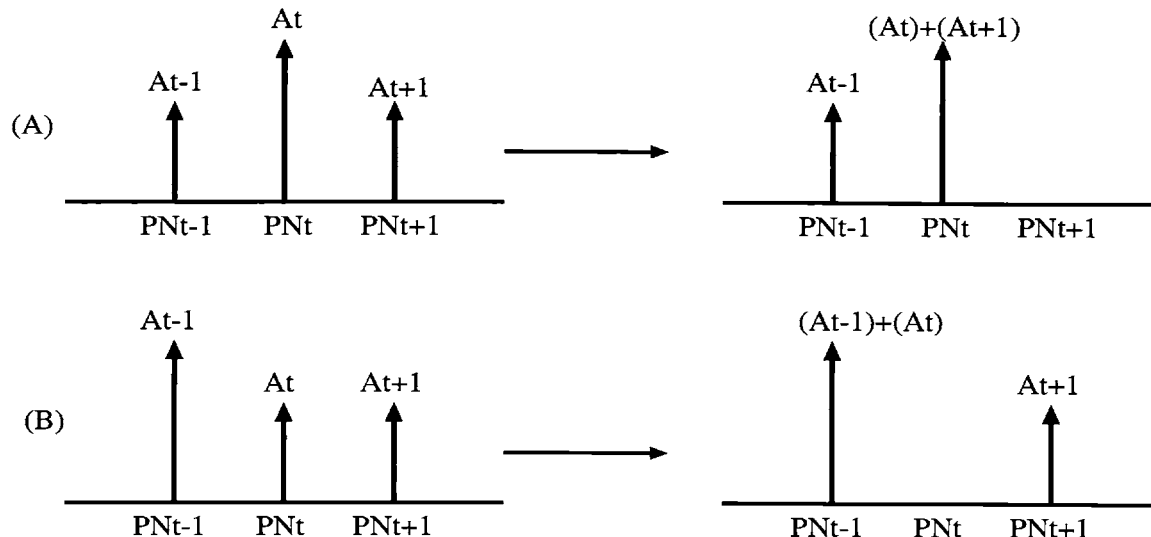 At
(At)+(At+1)
At-1
At+1
At-1
(A)
PNt-1 PNt PNt+1
PNt-1 PNt PNt+1
At-1
(At-1)+(At)
At
At+1
At+1
(B)
PNt-1 PNt PNt+1
PNt-1 PNt PNt+1